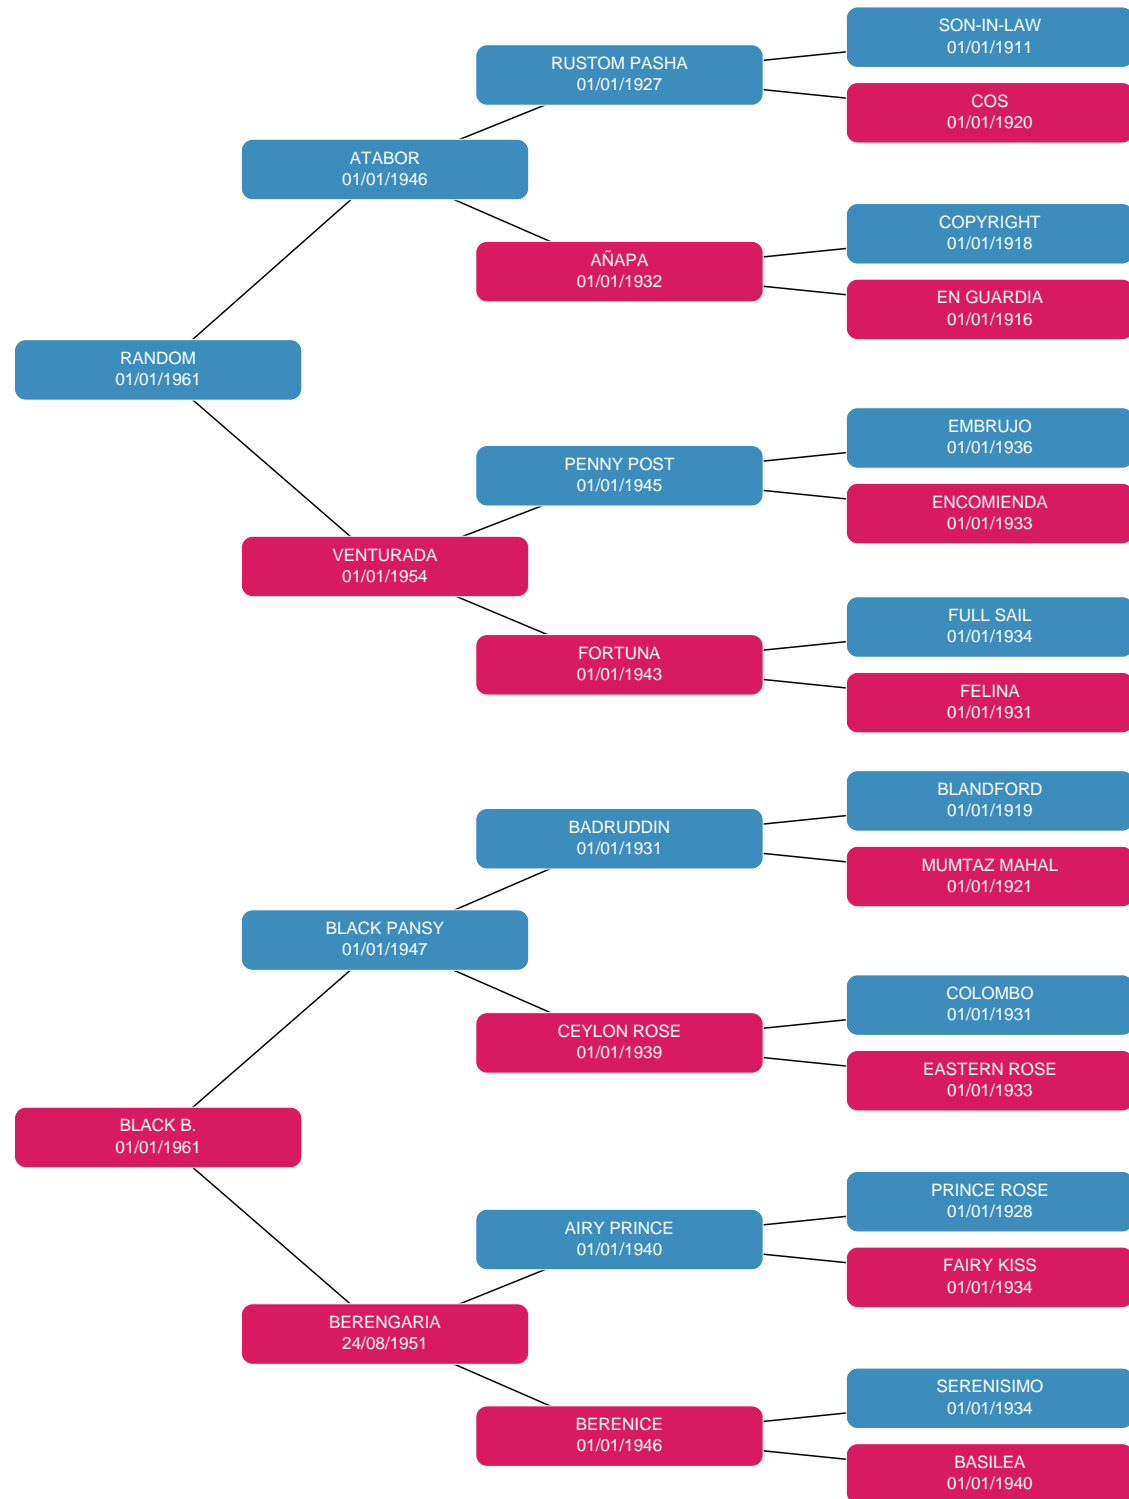 SON-IN-LAW
01/01/1911
RUSTOM PASHA
01/01/1927
COS
01/01/1920
ATABOR
01/01/1946
COPYRIGHT
01/01/1918
AÑAPA
01/01/1932
EN GUARDIA
01/01/1916
RANDOM
01/01/1961
EMBRUJO
01/01/1936
PENNY POST
01/01/1945
ENCOMIENDA
01/01/1933
VENTURADA
01/01/1954
FULL SAIL
01/01/1934
FORTUNA
01/01/1943
FELINA
01/01/1931
BLANDFORD
01/01/1919
BADRUDDIN
01/01/1931
MUMTAZ MAHAL
01/01/1921
BLACK PANSY
01/01/1947
COLOMBO
01/01/1931
CEYLON ROSE
01/01/1939
EASTERN ROSE
01/01/1933
BLACK B.
01/01/1961
PRINCE ROSE
01/01/1928
AIRY PRINCE
01/01/1940
FAIRY KISS
01/01/1934
BERENGARIA
24/08/1951
SERENISIMO
01/01/1934
BERENICE
01/01/1946
BASILEA
01/01/1940